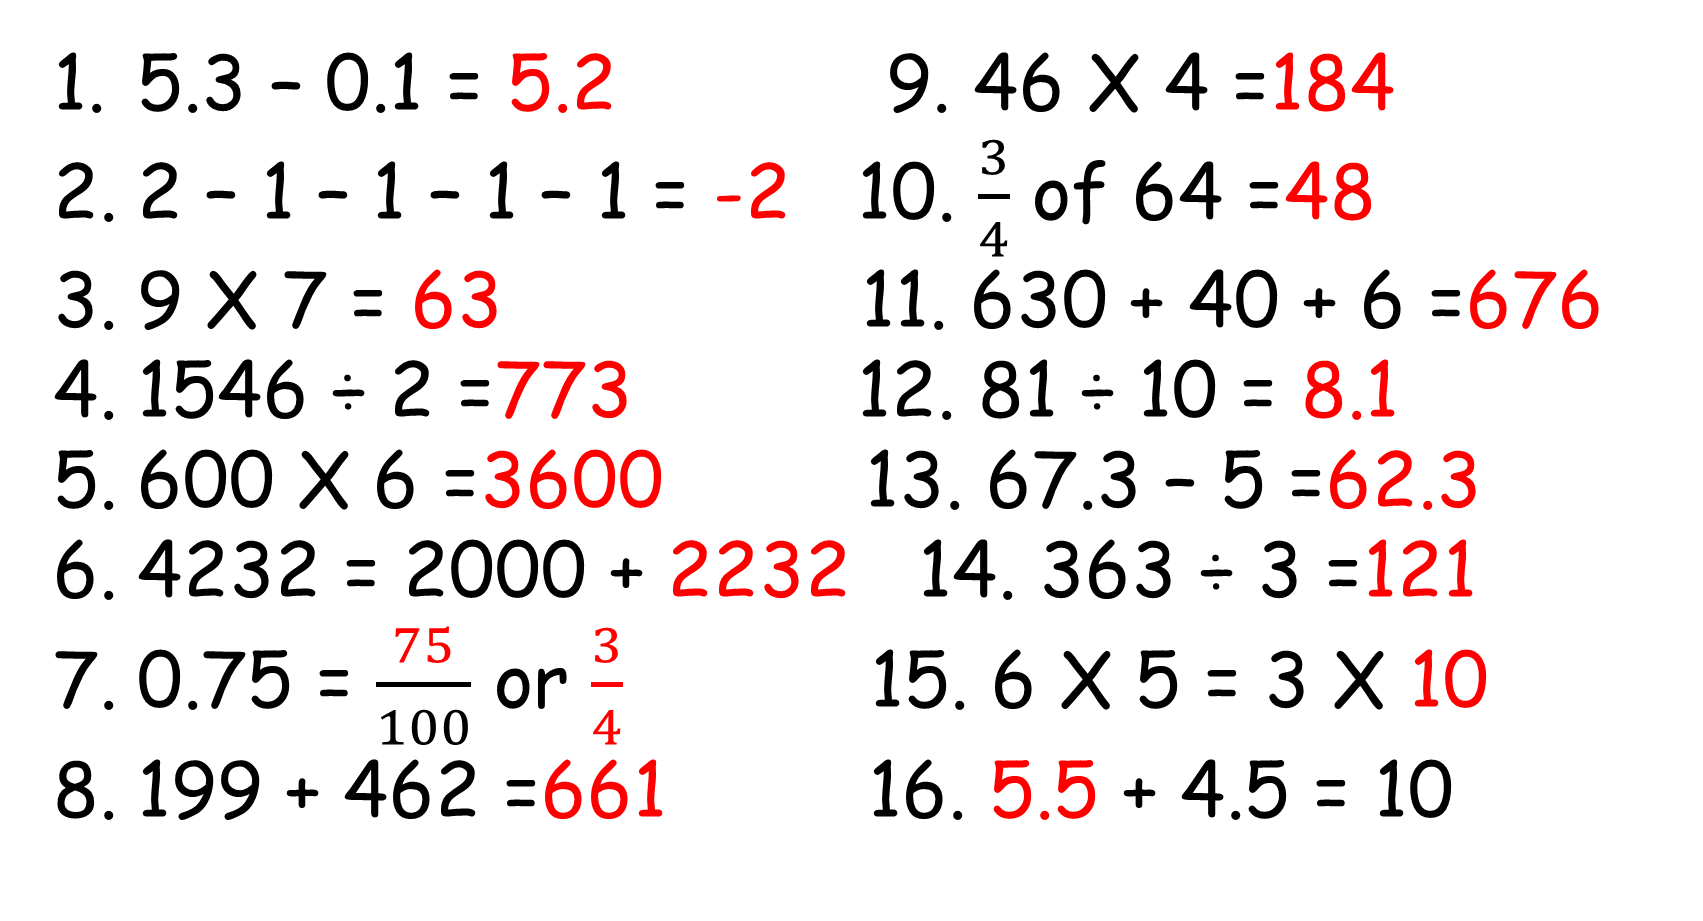 1. 5.3 – 0.1 = 5.2
2. 2 – 1 – 1 – 1 – 1 = -2
3. 9 X 7 = 63
4. 1546 ÷ 2 =773
5. 600 X 6 =3600
6. 4232 = 2000 + 2232
7. 0.75 = 75/100 or 3/4
8. 199 + 462 =661
9. 46 X 4 =184
10. 3/4 of 64 =48
11. 630 + 40 + 6 =676
12. 81 ÷ 10 = 8.1
13. 67.3 – 5 =62.3
14. 363 ÷ 3 =121
15. 6 X 5 = 3 X 10
16. 5.5 + 4.5 = 10